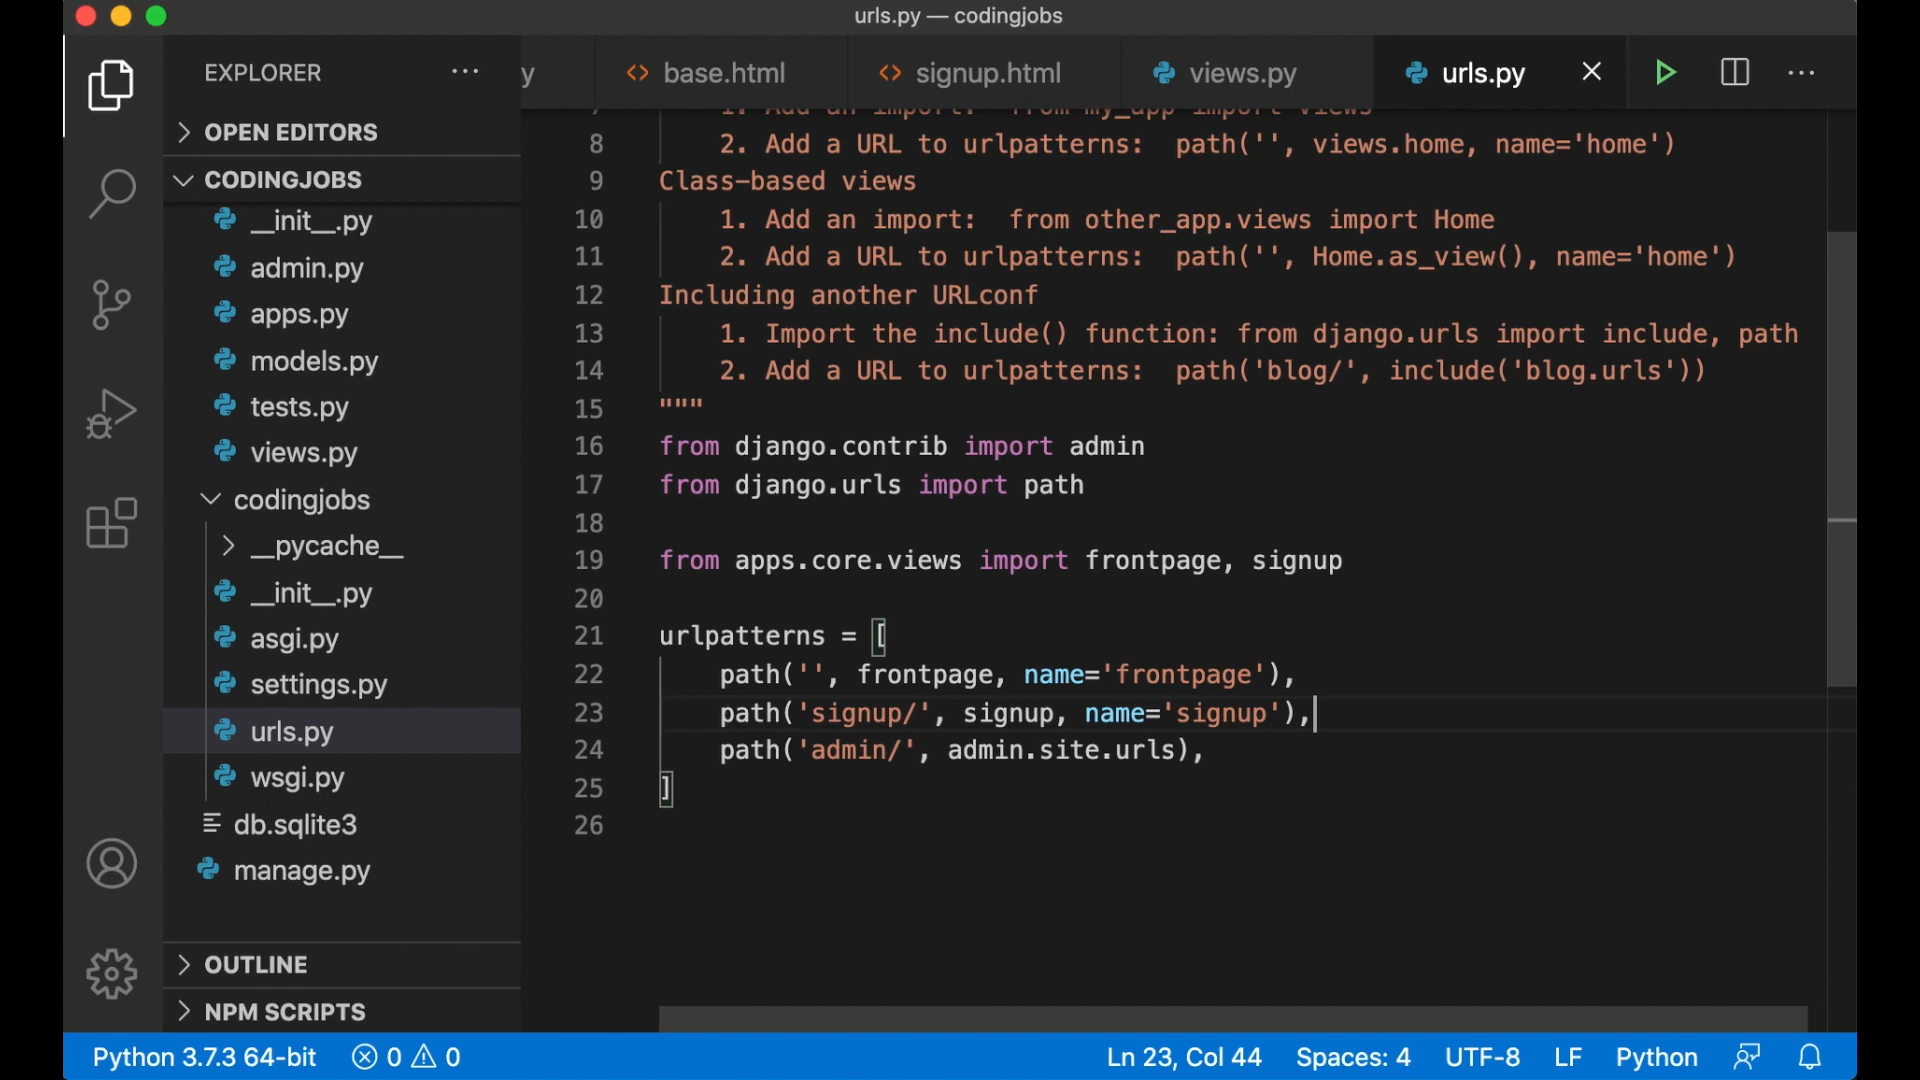 urls.py — codingjobs
EXPLORER
y
base.html
signup.html
views.py
urls.py
OPEN EDITORS
CODINGJOBS
__init__.py
admin.py
apps.py
models.py
tests.py
views.py
codingjobs
__pycache__
__init__.py
asgi.py
settings.py
urls.py
wsgi.py
db.sqlite3
manage.py
OUTLINE
NPM SCRIPTS
7 1. Add an import: from my_app import views
8 2. Add a URL to urlpatterns: path('', views.home, name='home')
9 Class-based views
10 1. Add an import: from other_app.views import Home
11 2. Add a URL to urlpatterns: path('', Home.as_view(), name='home')
12 Including another URLconf
13 1. Import the include() function: from django.urls import include, path
14 2. Add a URL to urlpatterns: path('blog/', include('blog.urls'))
15 """
16 from django.contrib import admin
17 from django.urls import path
18
19 from apps.core.views import frontpage, signup
20
21 urlpatterns = [
22 path('', frontpage, name='frontpage'),
23 path('signup/', signup, name='signup'),
24 path('admin/', admin.site.urls),
25 ]
26
Python 3.7.3 64-bit 0 0 Ln 23, Col 44 Spaces: 4 UTF-8 LF Python